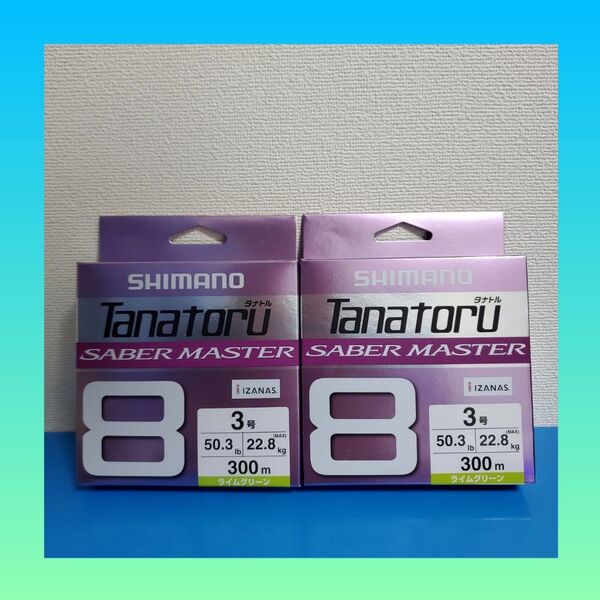 SHIMANO
タナトル
Tanatoru
SABER MASTER
8
IZANAS
3号
50.3lb 22.8kg (MAX)
300m
ライムグリーン
SHIMANO
タナトル
Tanatoru
SABER MASTER
8
IZANAS
3号
50.3lb 22.8kg (MAX)
300m
ライムグリーン